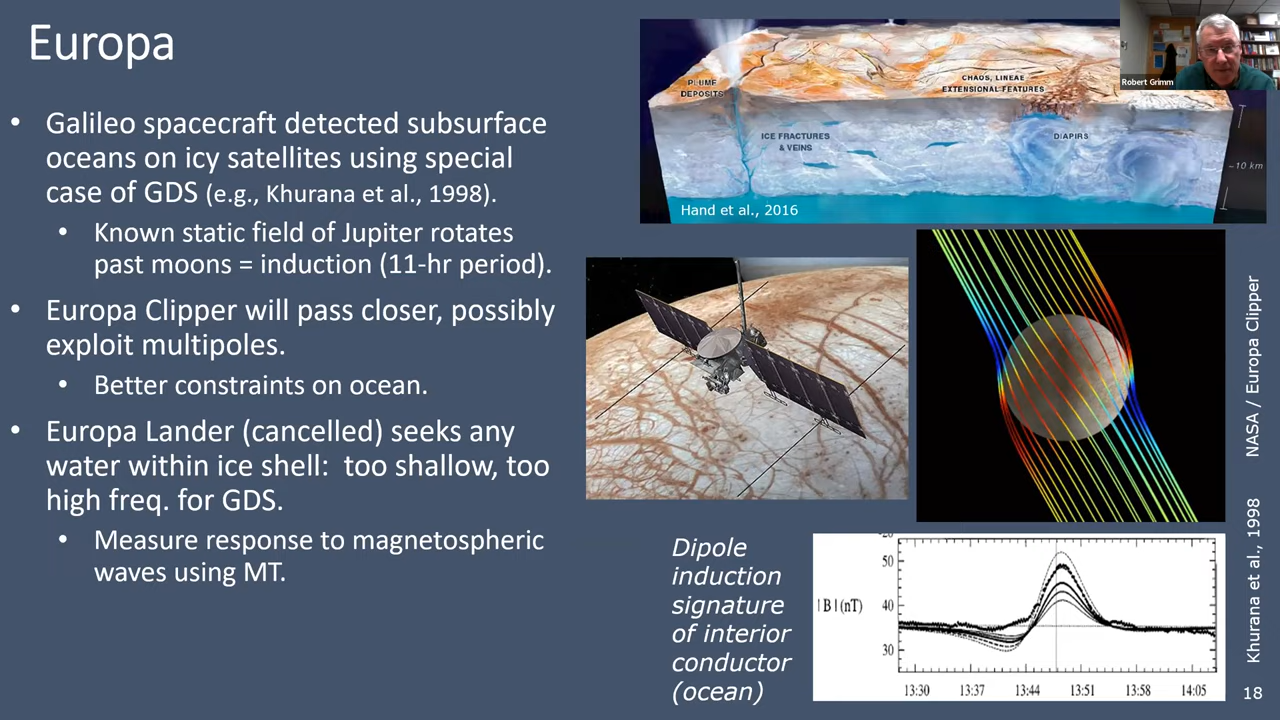 Europa
• Galileo spacecraft detected subsurface
oceans on icy satellites using special
case of GDS (e.g., Khurana et al., 1998).
• Known static field of Jupiter rotates
past moons = induction (11-hr period).
• Europa Clipper will pass closer, possibly
exploit multipoles.
• Better constraints on ocean.
• Europa Lander (cancelled) seeks any
water within ice shell:  too shallow, too
high freq. for GDS.
• Measure response to magnetospheric
waves using MT.
PLUME
DEPOSITS
CHAOS, LINEAE
EXTENSIONAL FEATURES
ICE FRACTURES
& VEINS
DIAPIRS
~10 km
Hand et al., 2016
Robert Grimm
NASA / Europa Clipper
Khurana et al., 1998
Dipole
induction
signature
of interior
conductor
(ocean)
|B|(nT)
50
40
30
13:30 13:37 13:44 13:51 13:58 14:05
18